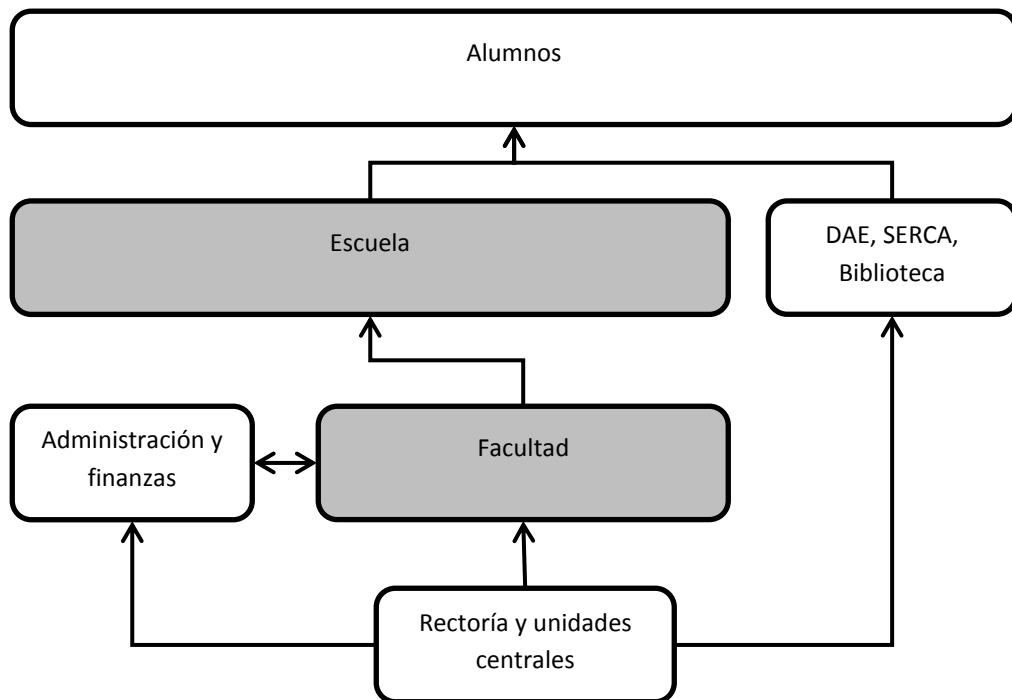 Alumnos
Escuela
DAE, SERCA,
Biblioteca
Administración y
finanzas
Facultad
Rectoría y unidades
centrales